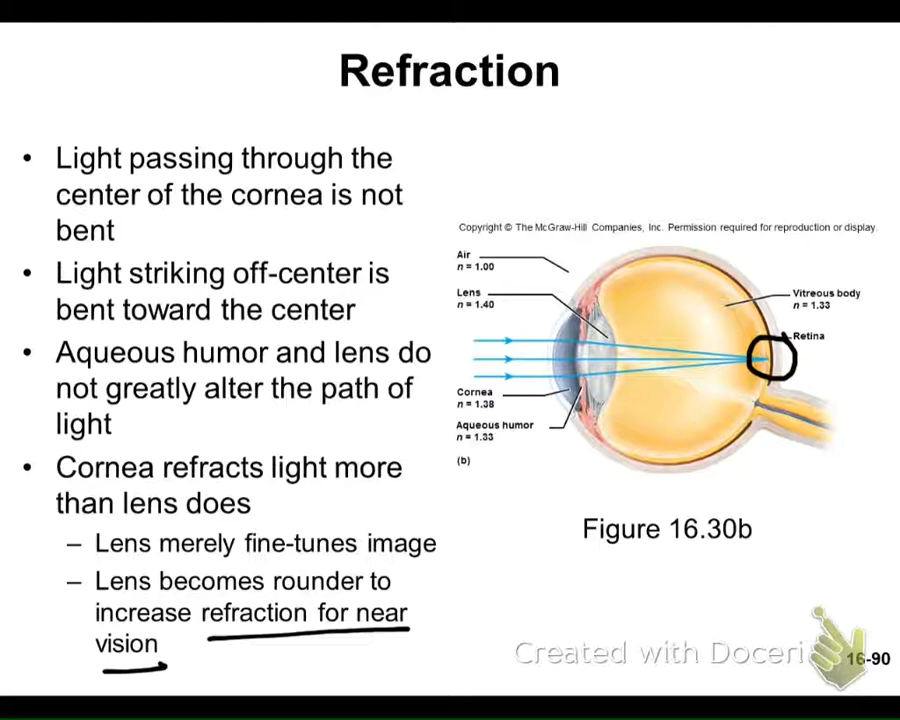 Refraction
• Light passing through the
center of the cornea is not
bent
• Light striking off-center is
bent toward the center
• Aqueous humor and lens do
not greatly alter the path of
light
• Cornea refracts light more
than lens does
– Lens merely fine-tunes image
– Lens becomes rounder to
increase refraction for near
vision
Copyright © The McGraw-Hill Companies, Inc. Permission required for reproduction or display.
Air
n = 1.00
Lens
n = 1.40
Cornea
n = 1.38
Aqueous humor
n = 1.33
(b)
Vitreous body
n = 1.33
Retina
Figure 16.30b
Created with Doceri
16-90